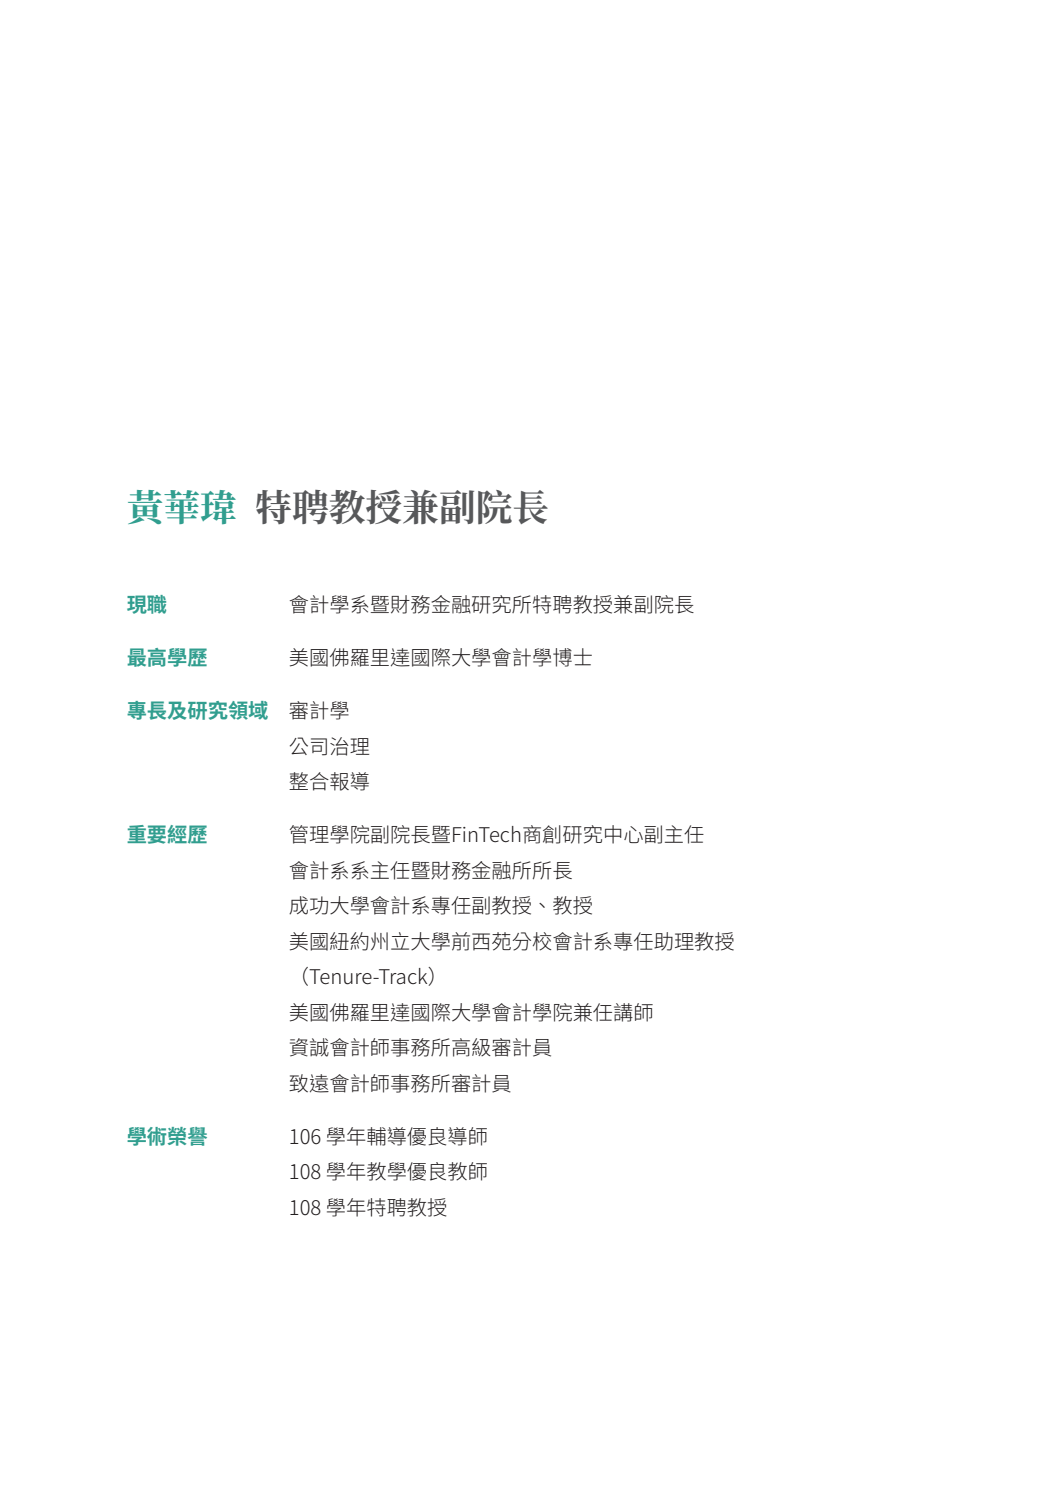 黃華瑋 特聘教授兼副院長
現職 會計學系暨財務金融研究所特聘教授兼副院長
最高學歷 美國佛羅里達國際大學會計學博士
專長及研究領域 審計學
公司治理
整合報導
重要經歷 管理學院副院長暨FinTech商創研究中心副主任
會計系系主任暨財務金融所所長
成功大學會計系專任副教授、教授
美國紐約州立大學前西苑分校會計系專任助理教授
（Tenure-Track）
美國佛羅里達國際大學會計學院兼任講師
資誠會計師事務所高級審計員
致遠會計師事務所審計員
學術榮譽 106 學年輔導優良導師
108 學年教學優良教師
108 學年特聘教授